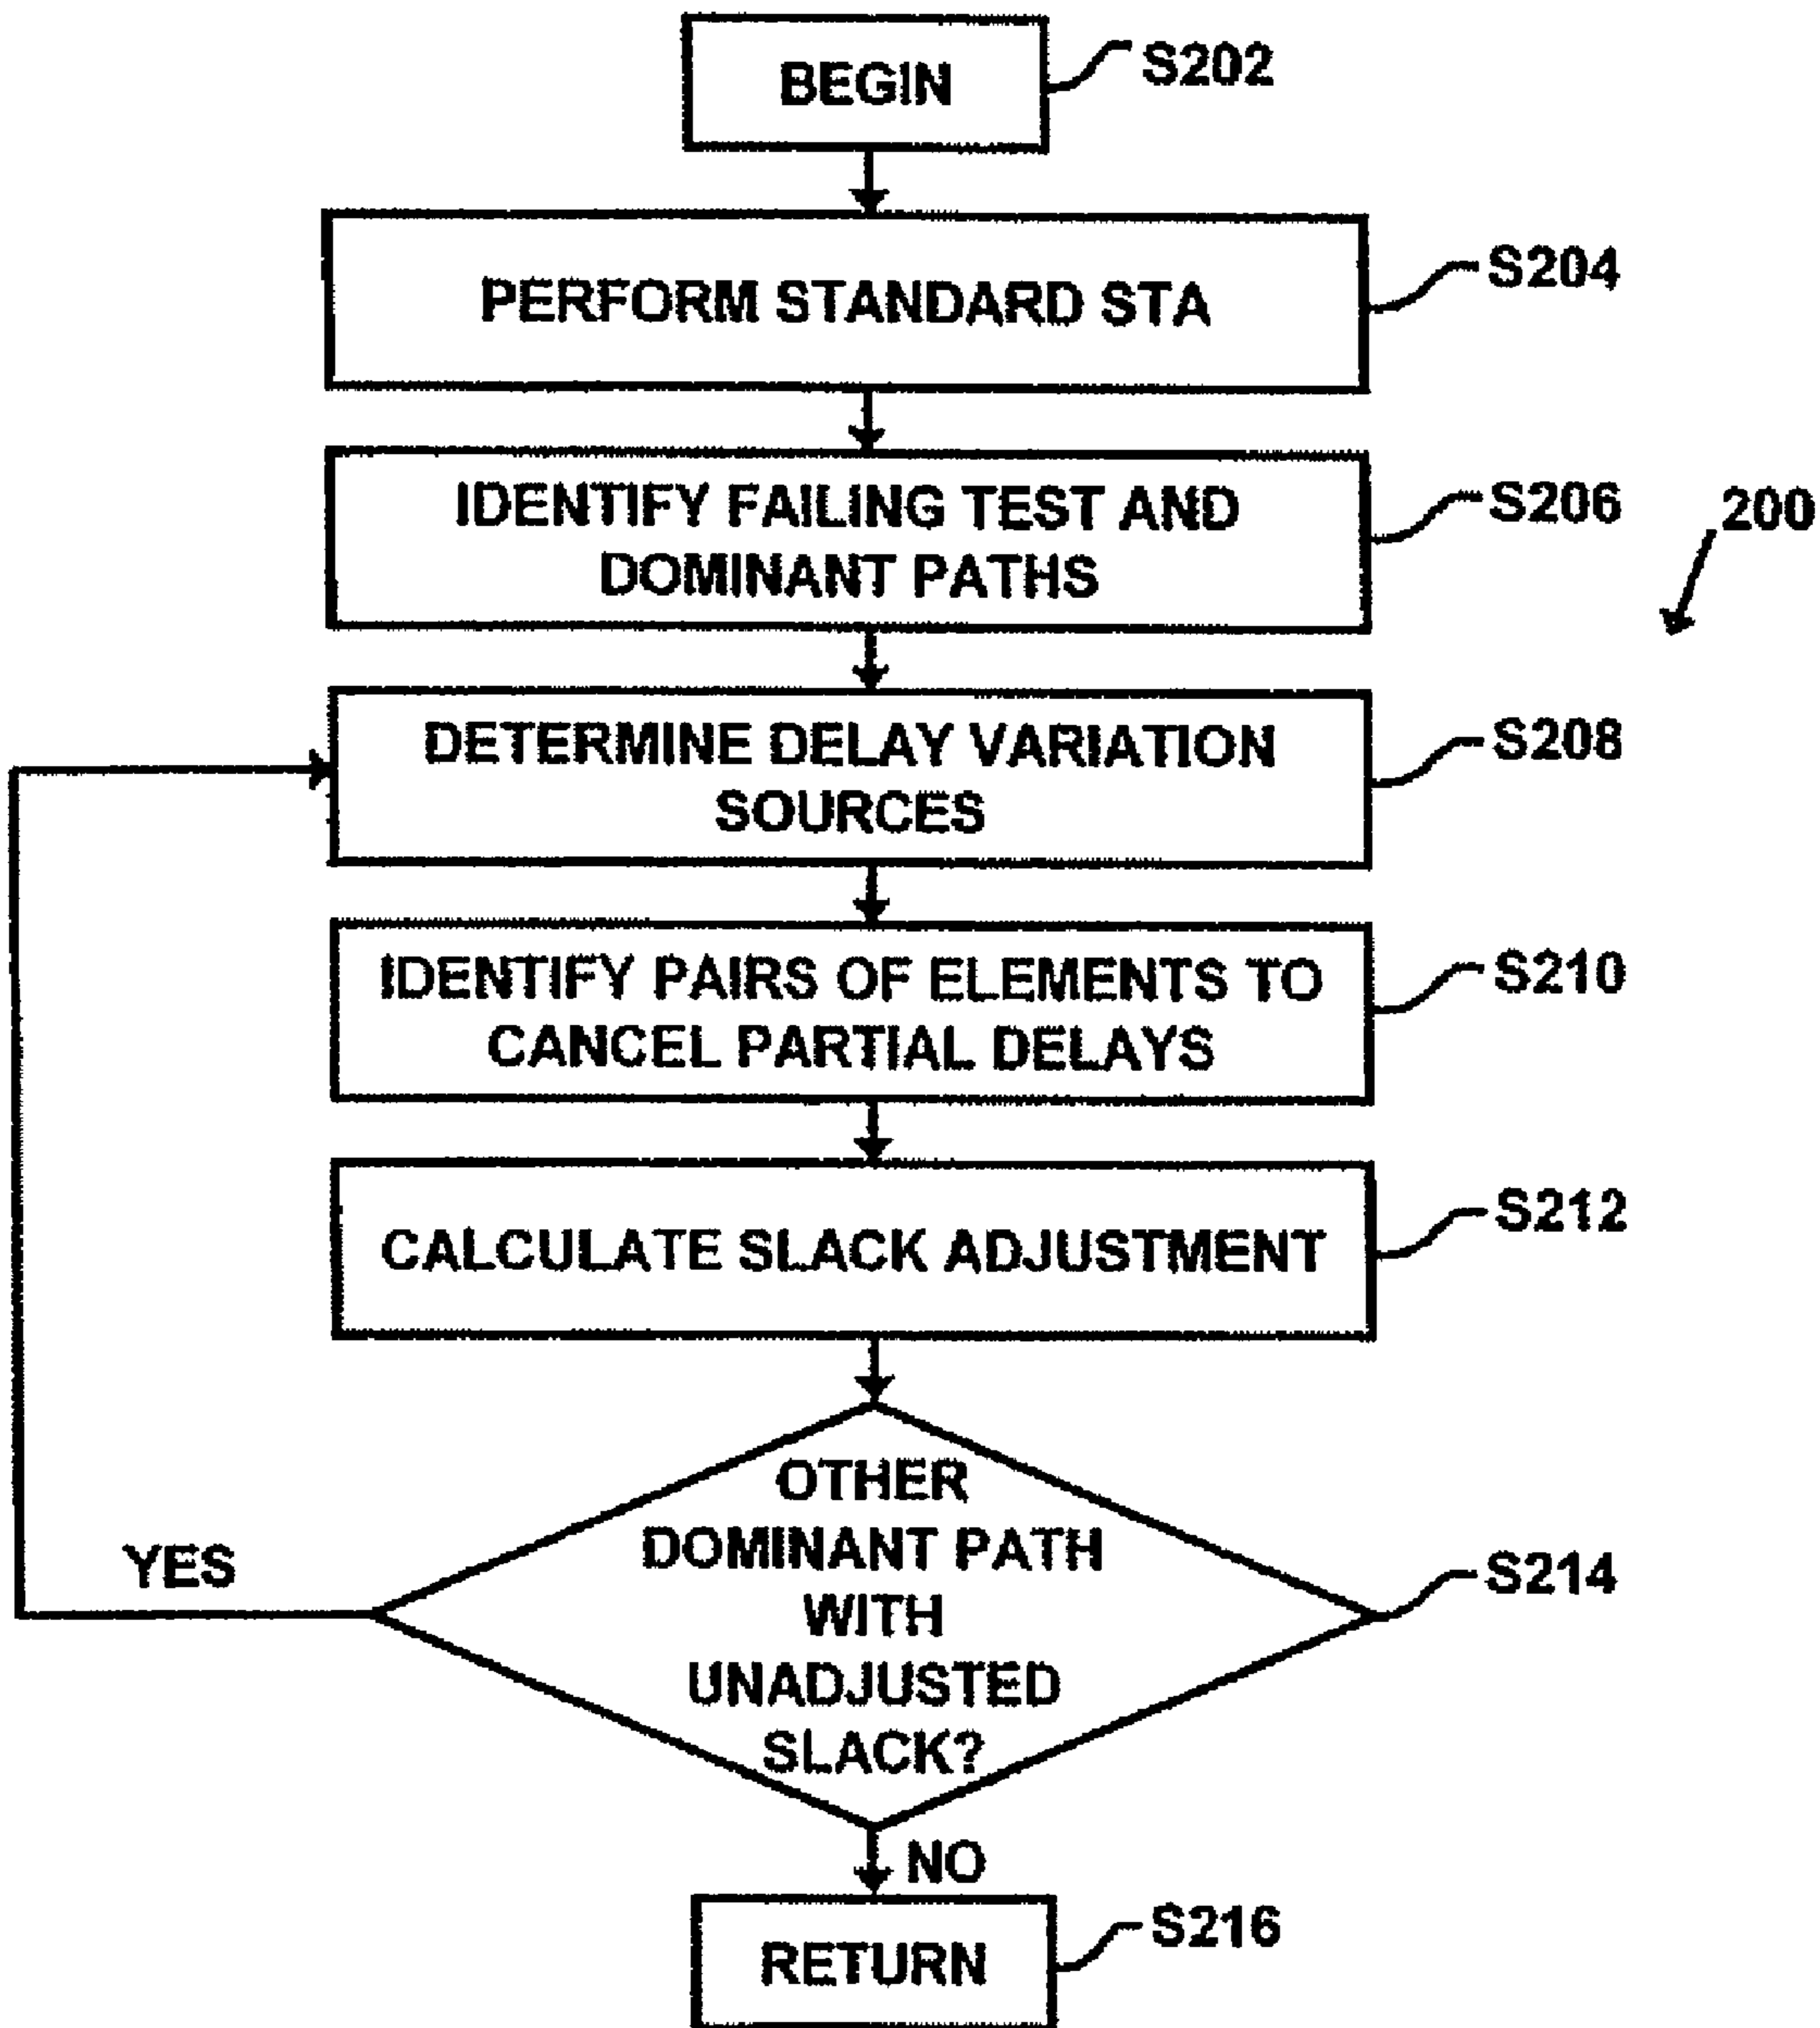 BEGIN
S202
PERFORM STANDARD STA
S204
IDENTIFY FAILING TEST AND
DOMINANT PATHS
S206
200
DETERMINE DELAY VARIATION
SOURCES
S208
IDENTIFY PAIRS OF ELEMENTS TO
CANCEL PARTIAL DELAYS
S210
CALCULATE SLACK ADJUSTMENT
S212
OTHER
DOMINANT PATH
WITH
UNADJUSTED
SLACK?
S214
YES
NO
RETURN
S216